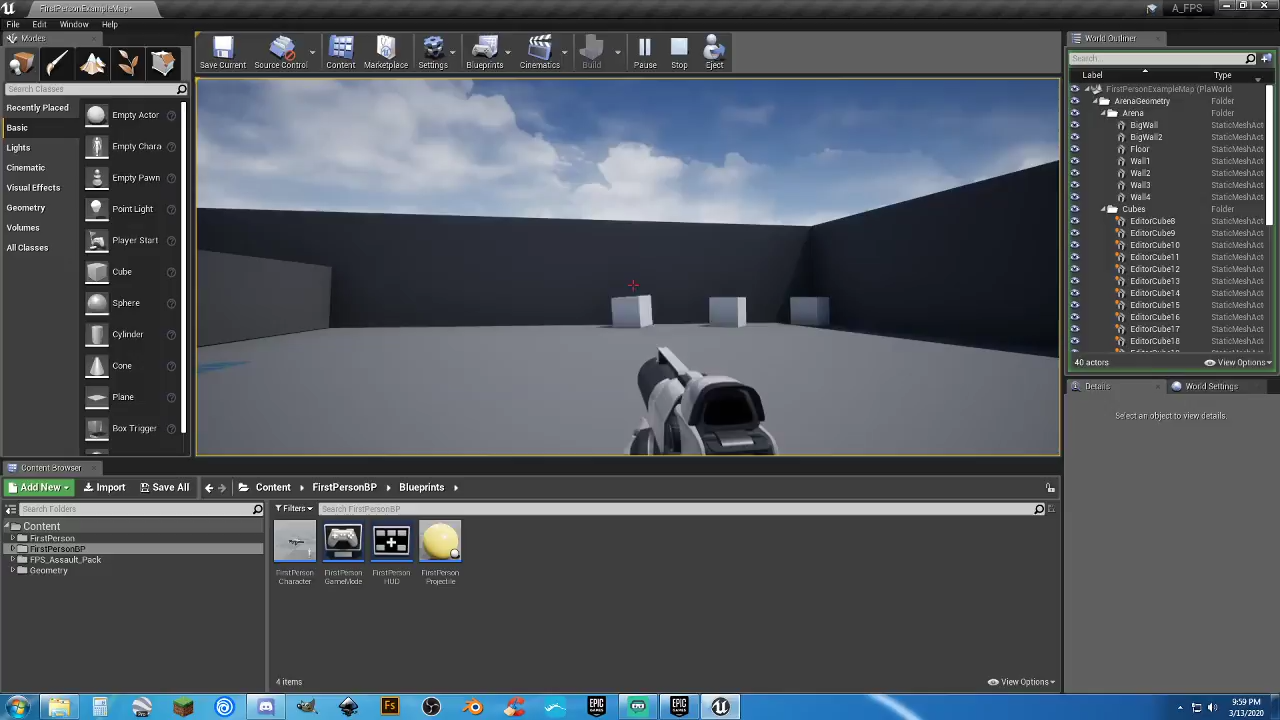 FirstPersonExampleMap*
A_FPS
File Edit Window Help
Modes
Search Classes
Recently Placed
Basic
Lights
Cinematic
Visual Effects
Geometry
Volumes
All Classes
Empty Actor
Empty Chara
Empty Pawn
Point Light
Player Start
Cube
Sphere
Cylinder
Cone
Plane
Box Trigger
Save Current
Source Control
Content
Marketplace
Settings
Blueprints
Cinematics
Build
Pause
Stop
Eject
World Outliner
Search...
Label Type
FirstPersonExampleMap (Pla World
ArenaGeometry Folder
Arena Folder
BigWall StaticMeshAct
BigWall2 StaticMeshAct
Floor StaticMeshAct
Wall1 StaticMeshAct
Wall2 StaticMeshAct
Wall3 StaticMeshAct
Wall4 StaticMeshAct
Cubes Folder
EditorCube8 StaticMeshAct
EditorCube9 StaticMeshAct
EditorCube10 StaticMeshAct
EditorCube11 StaticMeshAct
EditorCube12 StaticMeshAct
EditorCube13 StaticMeshAct
EditorCube14 StaticMeshAct
EditorCube15 StaticMeshAct
EditorCube16 StaticMeshAct
EditorCube17 StaticMeshAct
EditorCube18 StaticMeshAct
40 actors
View Options
Details
World Settings
Select an object to view details.
Content Browser
Add New
Import
Save All
Content
FirstPersonBP
Blueprints
Search Folders
Filters
Search FirstPersonBP
Content
FirstPerson
FirstPersonBP
FPS_Assault_Pack
Geometry
FirstPerson
Character
FirstPerson
GameMode
FirstPerson
HUD
FirstPerson
Projectile
4 items
View Options
Fs
EPIC
GAMES
EPIC
GAMES
9:59 PM
3/13/2020